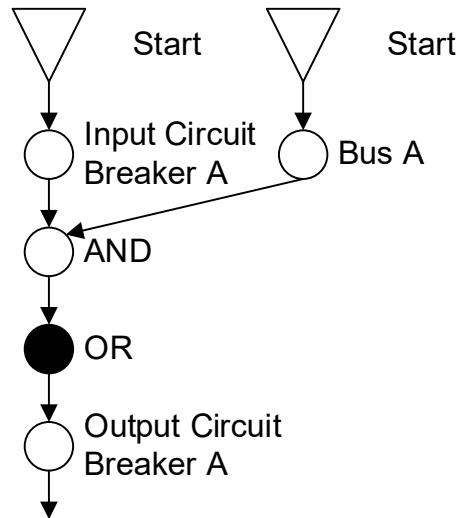 Start
Start
Input Circuit
Breaker A
Bus A
AND
OR
Output Circuit
Breaker A